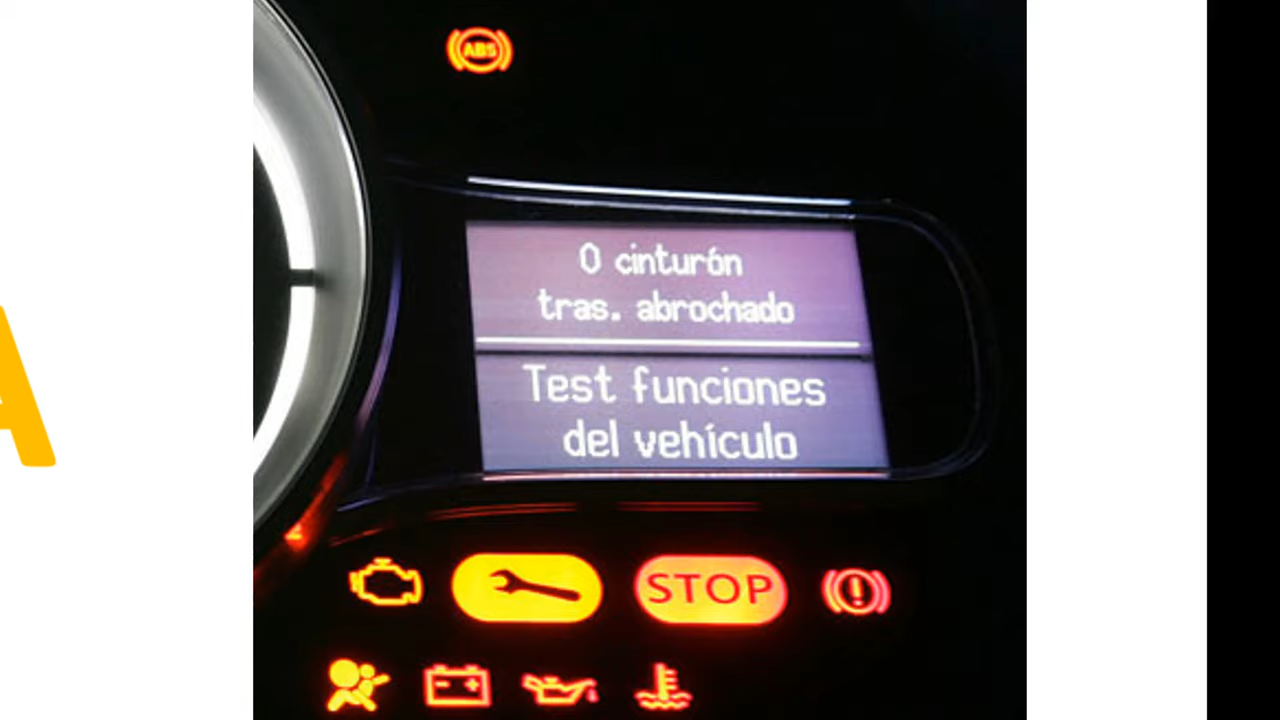 ABS
0 cinturón
tras. abrochado
Test funciones
del vehículo
STOP
A